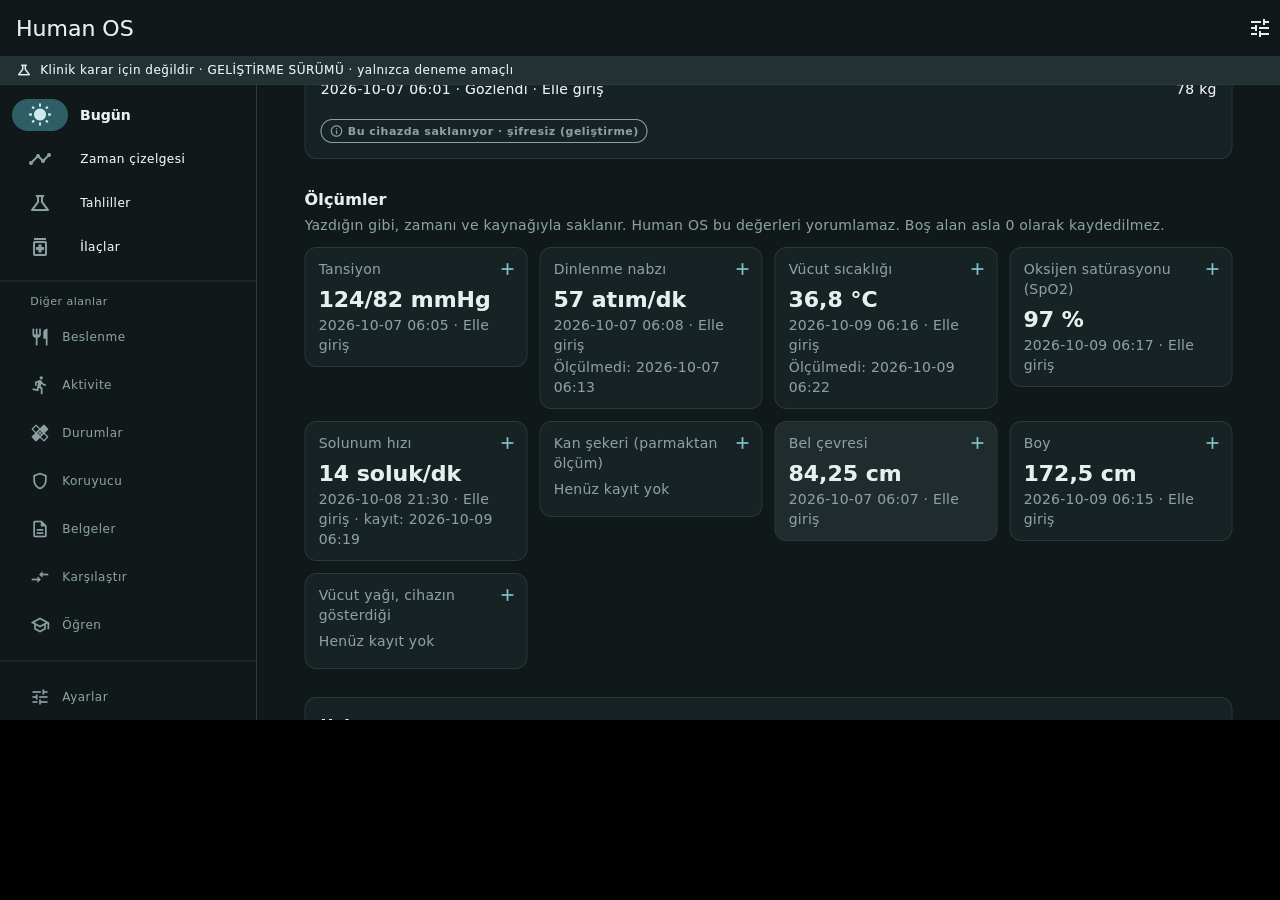 Human OS
Klinik karar için değildir · GELİŞTİRME SÜRÜMÜ · yalnızca deneme amaçlı
Bugün
Zaman çizelgesi
Tahliller
İlaçlar
Diğer alanlar
Beslenme
Aktivite
Durumlar
Koruyucu
Belgeler
Karşılaştır
Öğren
Ayarlar
2026-10-07 06:01 · Gözlendi · Elle giriş
78 kg
Bu cihazda saklanıyor · şifresiz (geliştirme)
Ölçümler
Yazdığın gibi, zamanı ve kaynağıyla saklanır. Human OS bu değerleri yorumlamaz. Boş alan asla 0 olarak kaydedilmez.
Tansiyon
124/82 mmHg
2026-10-07 06:05 · Elle
giriş
Dinlenme nabzı
57 atım/dk
2026-10-07 06:08 · Elle
giriş
Ölçülmedi: 2026-10-07
06:13
Vücut sıcaklığı
36,8 °C
2026-10-09 06:16 · Elle
giriş
Ölçülmedi: 2026-10-09
06:22
Oksijen satürasyonu
(SpO2)
97 %
2026-10-09 06:17 · Elle
giriş
Solunum hızı
14 soluk/dk
2026-10-08 21:30 · Elle
giriş · kayıt: 2026-10-09
06:19
Kan şekeri (parmaktan
ölçüm)
Henüz kayıt yok
Bel çevresi
84,25 cm
2026-10-07 06:07 · Elle
giriş
Boy
172,5 cm
2026-10-09 06:15 · Elle
giriş
Vücut yağı, cihazın
gösterdiği
Henüz kayıt yok